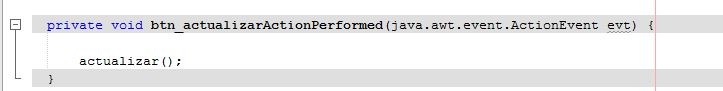 private void btn_actualizarActionPerformed(java.awt.event.ActionEvent evt) {
actualizar();
}